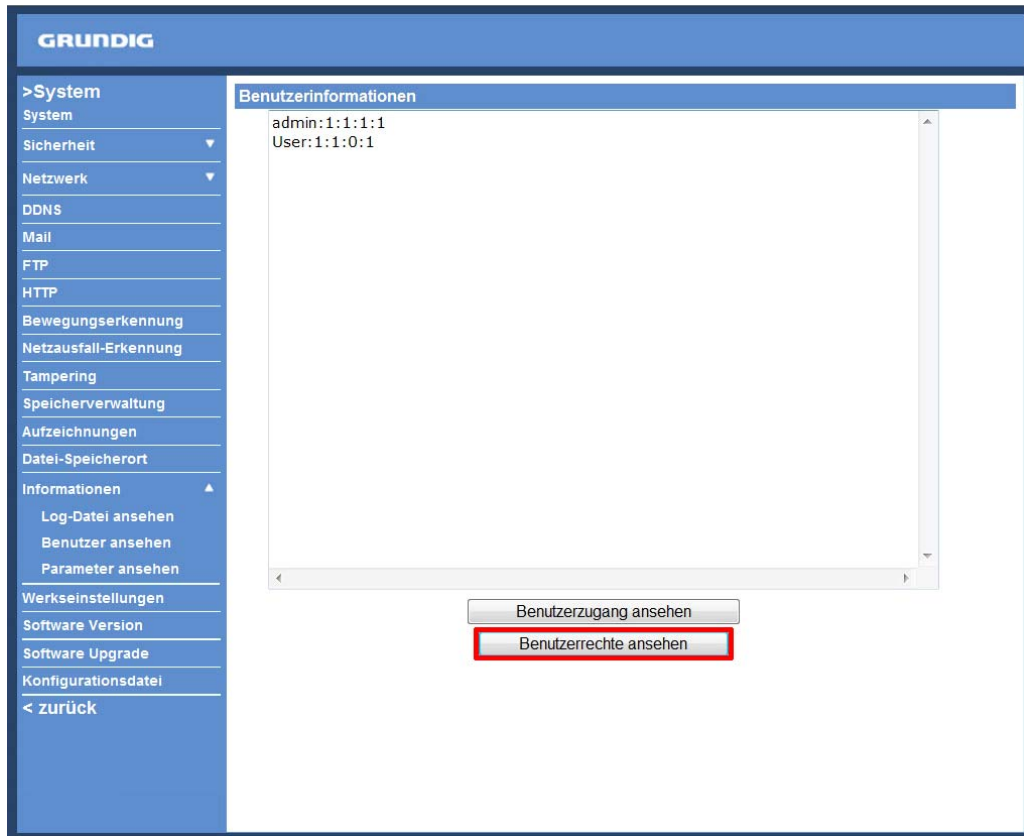 GRUNDIG
>System
System
Sicherheit
Netzwerk
DDNS
Mail
FTP
HTTP
Bewegungserkennung
Netzausfall-Erkennung
Tampering
Speicherverwaltung
Aufzeichnungen
Datei-Speicherort
Informationen
Log-Datei ansehen
Benutzer ansehen
Parameter ansehen
Werkseinstellungen
Software Version
Software Upgrade
Konfigurationsdatei
< zurück
Benutzerinformationen
admin:1:1:1:1
User:1:1:0:1
Benutzerzugang ansehen
Benutzerrechte ansehen